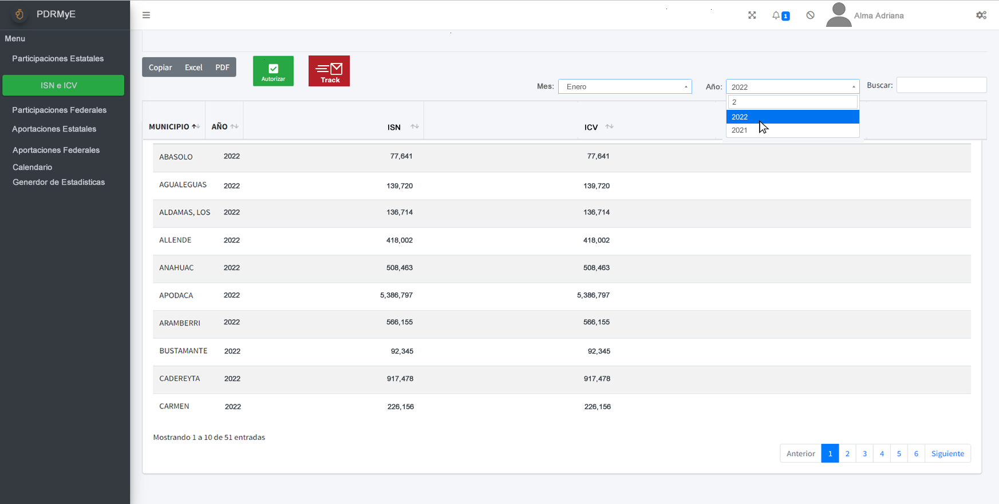 PDRMyE
1
Alma Adriana
Menu
Participaciones Estatales
ISN e ICV
Participaciones Federales
Aportaciones Estatales
Aportaciones Federales
Calendario
Generdor de Estadisticas
Copiar Excel PDF
Autorizar
Track
Mes: Enero
Año: 2022
Buscar:
2
2022
2021
MUNICIPIO AÑO ISN ICV
ABASOLO 2022 77,641 77,641
AGUALEGUAS 2022 139,720 139,720
ALDAMAS, LOS 2022 136,714 136,714
ALLENDE 2022 418,002 418,002
ANAHUAC 2022 508,463 508,463
APODACA 2022 5,386,797 5,386,797
ARAMBERRI 2022 566,155 566,155
BUSTAMANTE 2022 92,345 92,345
CADEREYTA 2022 917,478 917,478
CARMEN 2022 226,156 226,156
Mostrando 1 a 10 de 51 entradas
Anterior 1 2 3 4 5 6 Siguiente